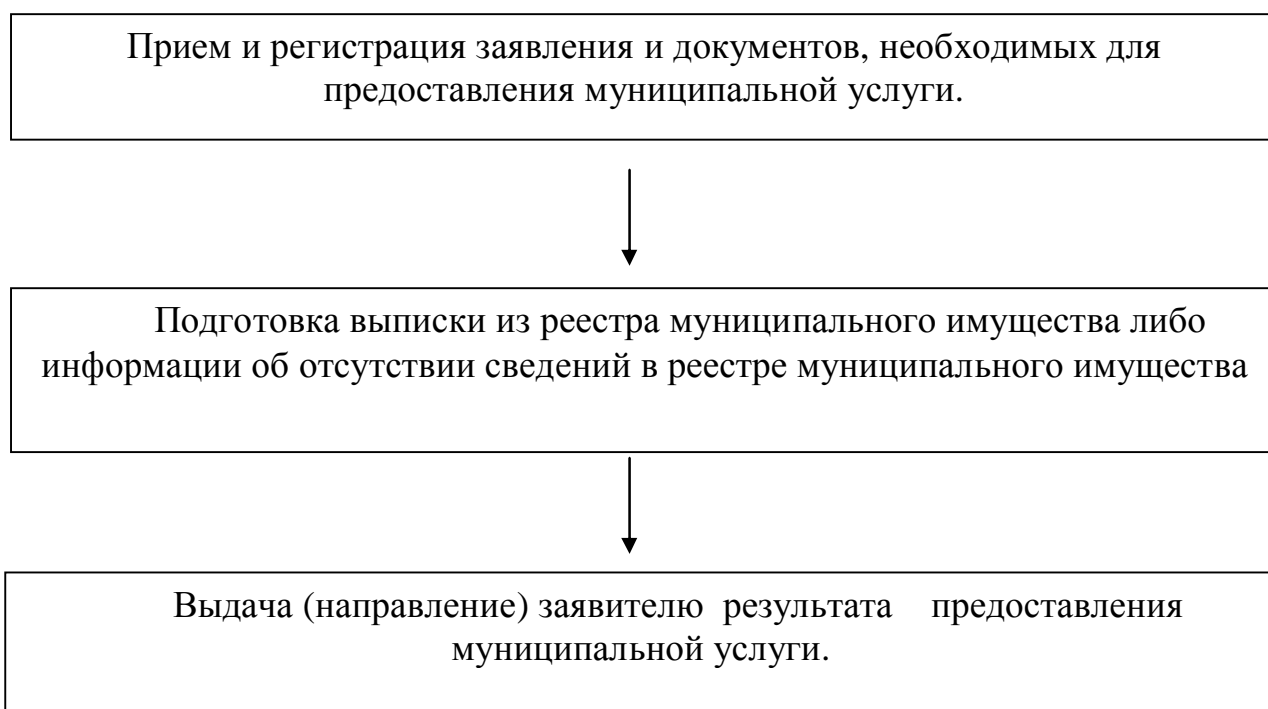 Прием и регистрация заявления и документов, необходимых для
предоставления муниципальной услуги.
Подготовка выписки из реестра муниципального имущества либо
информации об отсутствии сведений в реестре муниципального имущества
Выдача (направление) заявителю результата предоставления
муниципальной услуги.